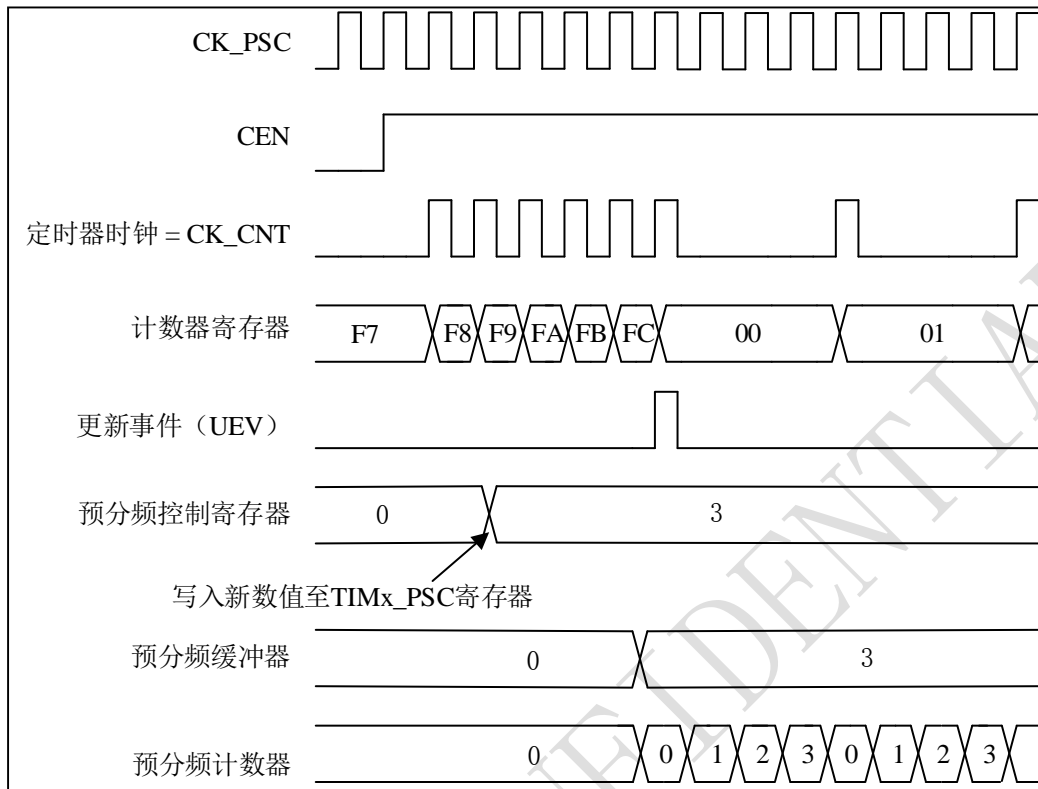 CK_PSC
CEN
定时器时钟 = CK_CNT
计数器寄存器 F7 F8 F9 FA FB FC 00 01
更新事件（UEV）
预分频控制寄存器 0 3
写入新数值至TIMx_PSC寄存器
预分频缓冲器 0 3
预分频计数器 0 0 1 2 3 0 1 2 3